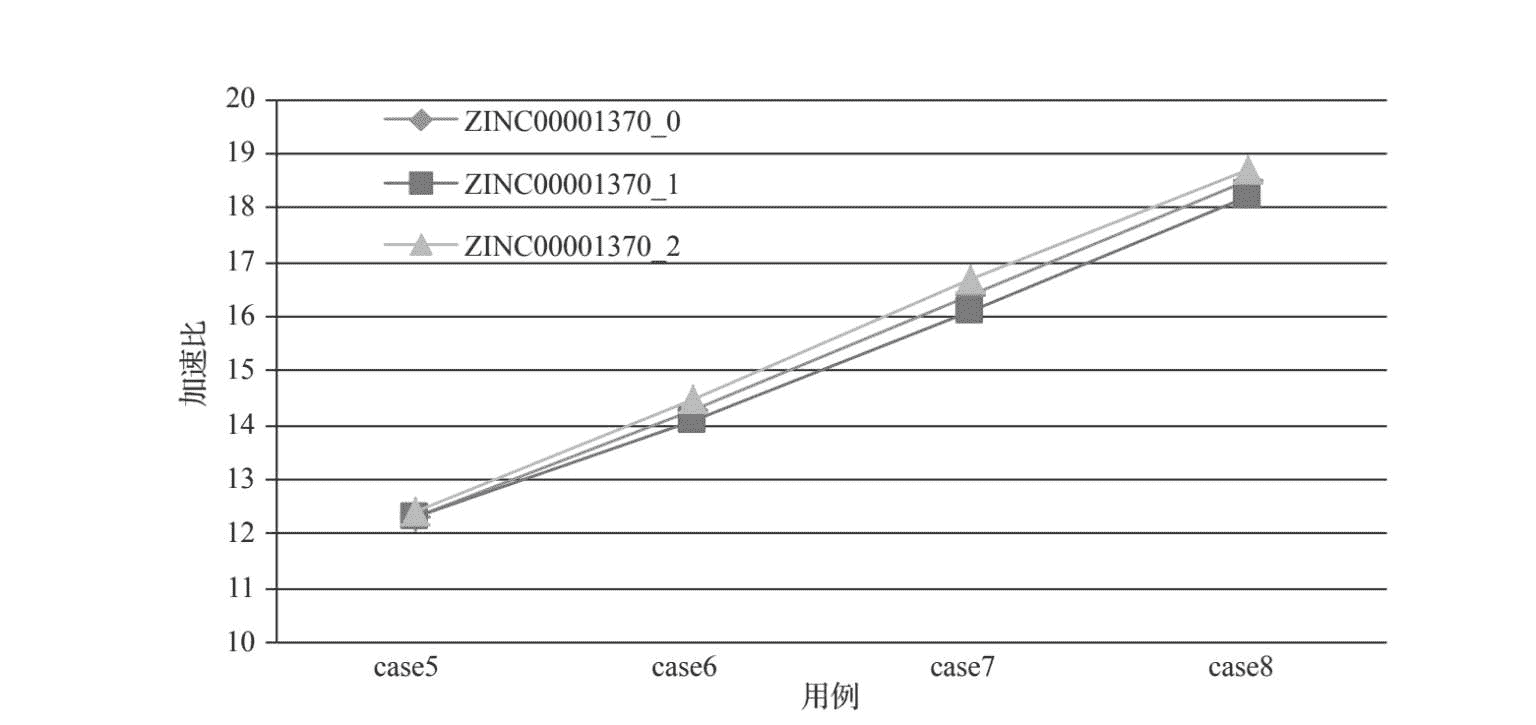 20
19
18
17
16
15
14
13
12
11
10
ZINC00001370_0
ZINC00001370_1
ZINC00001370_2
加速比
case5 case6 case7 case8
用例